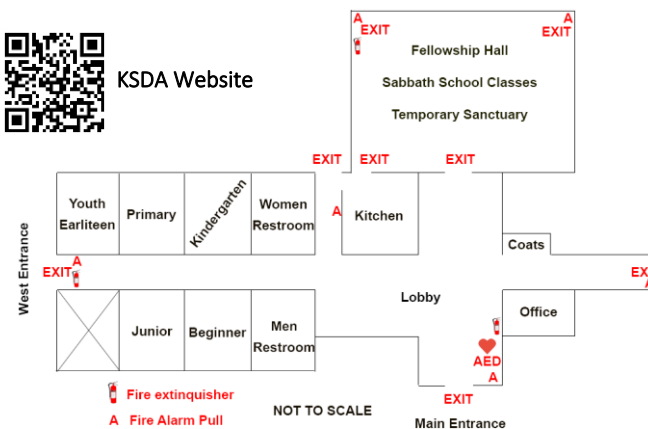 KSDA Website
A
EXIT
A
EXIT
Fellowship Hall
Sabbath School Classes
Temporary Sanctuary
EXIT
EXIT
EXIT
Youth
Earliteen
Primary
Kindergarten
Women
Restroom
A
Kitchen
Coats
West Entrance
A
EXIT
Lobby
Office
Junior
Beginner
Men
Restroom
AED
A
EXIT
Fire extinguisher
A Fire Alarm Pull
NOT TO SCALE
Main Entrance